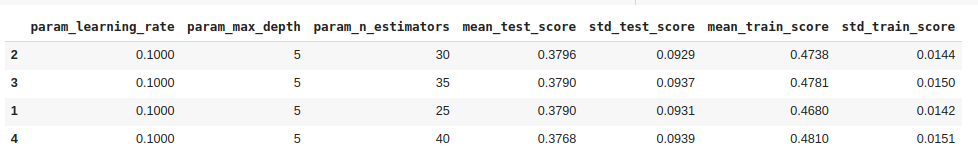 param_learning_rate param_max_depth param_n_estimators mean_test_score std_test_score mean_train_score std_train_score
2 0.1000 5 30 0.3796 0.0929 0.4738 0.0144
3 0.1000 5 35 0.3790 0.0937 0.4781 0.0150
1 0.1000 5 25 0.3790 0.0931 0.4680 0.0142
4 0.1000 5 40 0.3768 0.0939 0.4810 0.0151